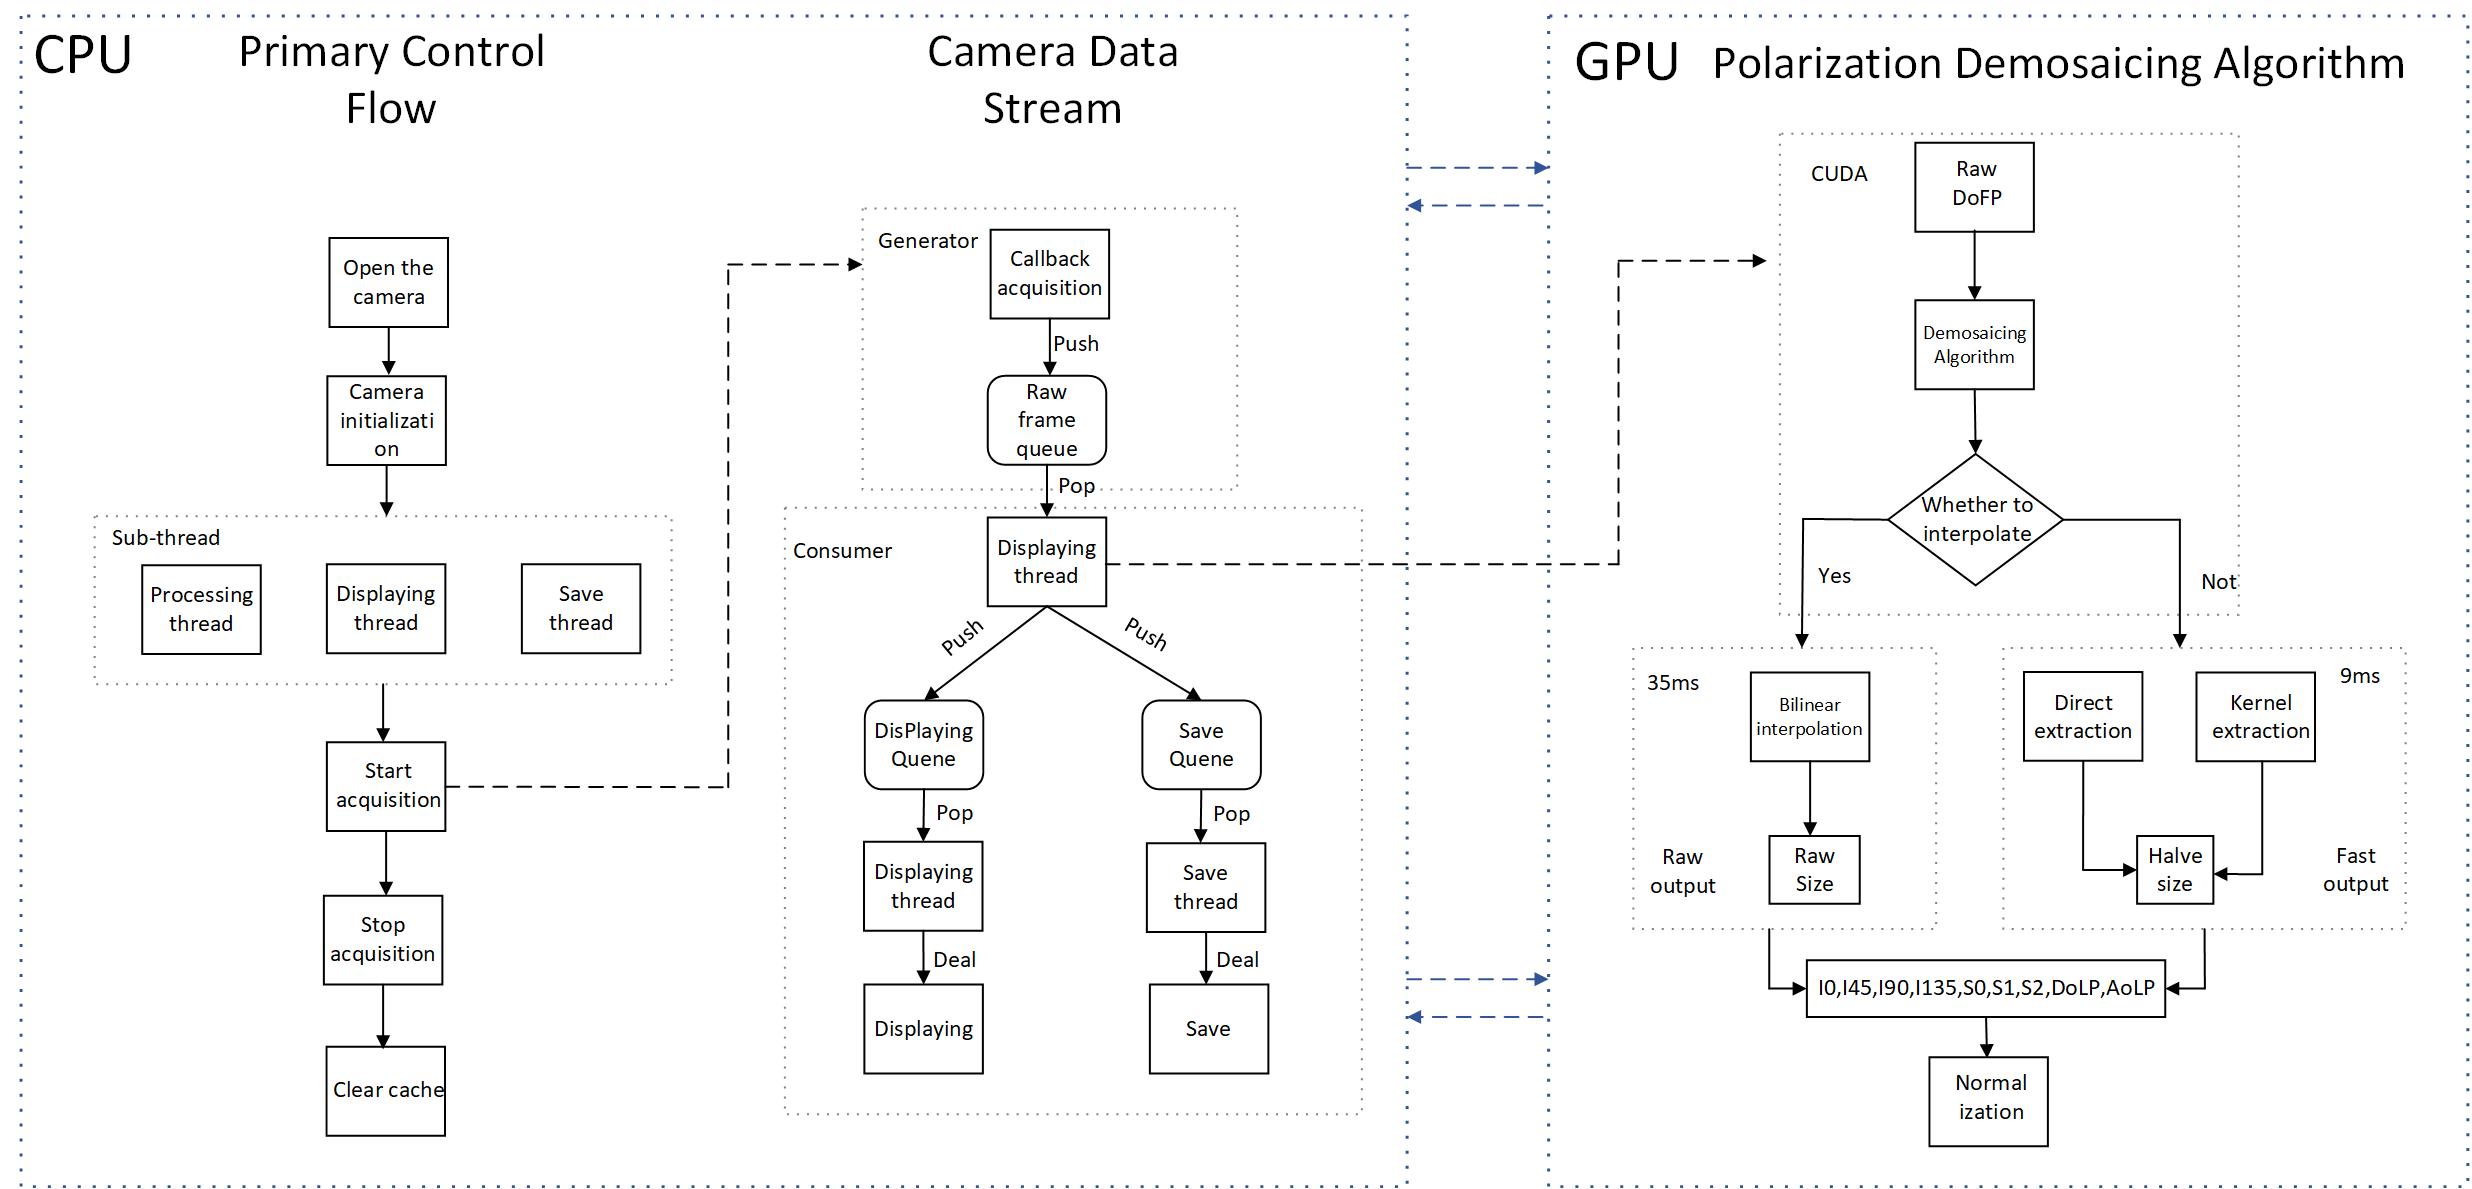 CPU
Primary Control
Flow
Open the
camera
Camera
initializati
on
Sub-thread
Processing
thread
Displaying
thread
Save
thread
Start
acquisition
Stop
acquisition
Clear cache
Camera Data
Stream
Generator
Callback
acquisition
Push
Raw
frame
queue
Pop
Consumer
Displaying
thread
Push
Push
DisPlaying
Quene
Save
Quene
Pop
Pop
Displaying
thread
Save
thread
Deal
Deal
Displaying
Save
GPU
Polarization Demosaicing Algorithm
CUDA
Raw
DoFP
Demosaicing
Algorithm
Whether to
interpolate
Yes
Not
35ms
Bilinear
interpolation
Raw
output
Raw
Size
Direct
extraction
Kernel
extraction
9ms
Halve
size
Fast
output
I0,I45,I90,I135,S0,S1,S2,DoLP,AoLP
Normal
ization